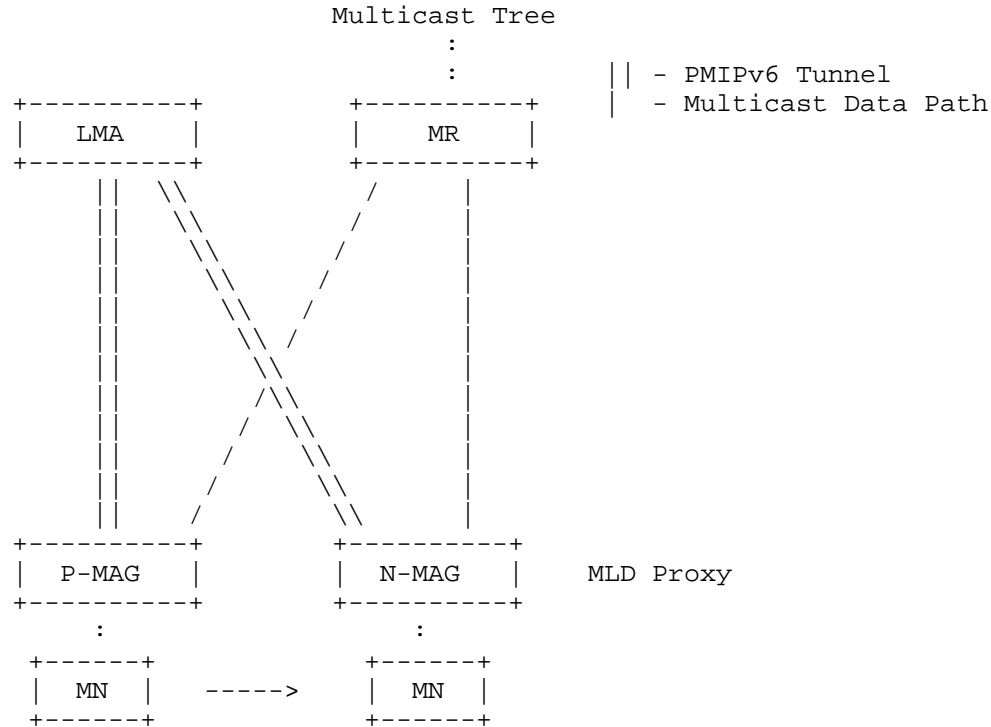 Multicast Tree
:
: || - PMIPv6 Tunnel
| - Multicast Data Path
LMA MR
P-MAG N-MAG MLD Proxy
: :
MN -----> MN